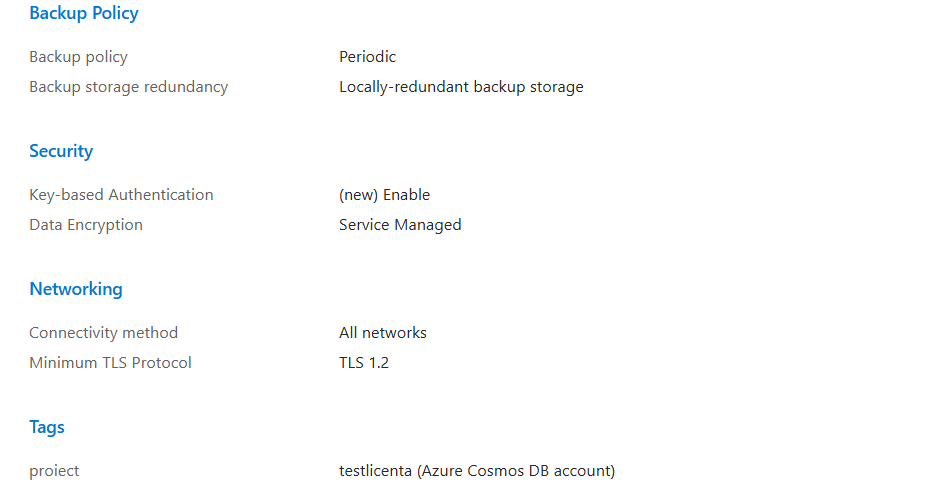 Backup Policy
Backup policy Periodic
Backup storage redundancy Locally-redundant backup storage
Security
Key-based Authentication (new) Enable
Data Encryption Service Managed
Networking
Connectivity method All networks
Minimum TLS Protocol TLS 1.2
Tags
proiect testlicenta (Azure Cosmos DB account)